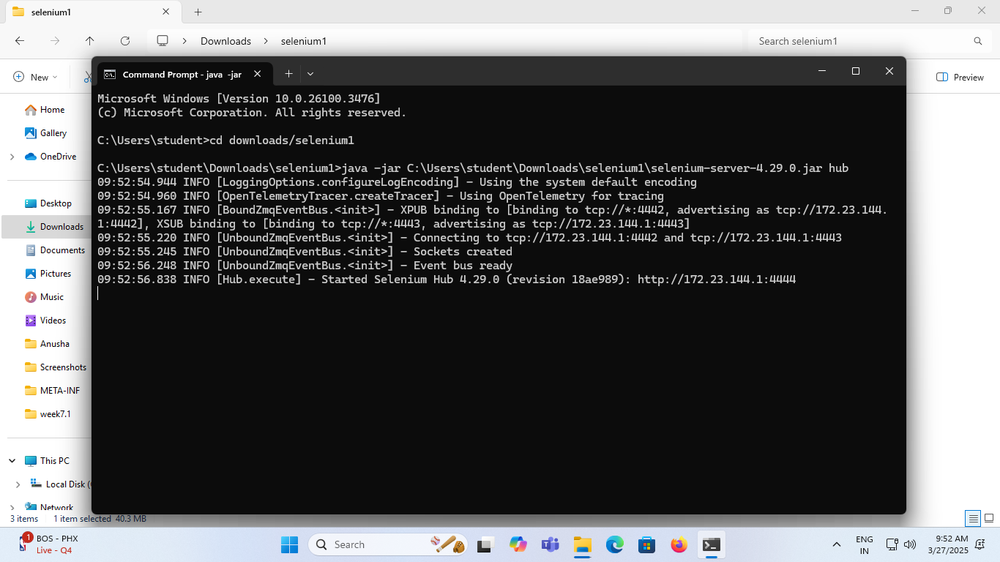 selenium1
Downloads
selenium1
Search selenium1
New
Preview
Command Prompt - java -jar
Home
Gallery
OneDrive
Desktop
Downloads
Documents
Pictures
Music
Videos
Anusha
Screenshots
META-INF
week7.1
This PC
Local Disk (
Network
Microsoft Windows [Version 10.0.26100.3476]
(c) Microsoft Corporation. All rights reserved.
C:\Users\student>cd downloads/selenium1
C:\Users\student\Downloads\selenium1>java -jar C:\Users\student\Downloads\selenium1\selenium-server-4.29.0.jar hub
09:52:54.944 INFO [LoggingOptions.configureLogEncoding] - Using the system default encoding
09:52:54.960 INFO [OpenTelemetryTracer.createTracer] - Using OpenTelemetry for tracing
09:52:55.167 INFO [BoundZmqEventBus.<init>] - XPUB binding to [binding to tcp://*:4442, advertising as tcp://172.23.144.
1:4442], XSUB binding to [binding to tcp://*:4443, advertising as tcp://172.23.144.1:4443]
09:52:55.220 INFO [UnboundZmqEventBus.<init>] - Connecting to tcp://172.23.144.1:4442 and tcp://172.23.144.1:4443
09:52:55.245 INFO [UnboundZmqEventBus.<init>] - Sockets created
09:52:56.248 INFO [UnboundZmqEventBus.<init>] - Event bus ready
09:52:56.838 INFO [Hub.execute] - Started Selenium Hub 4.29.0 (revision 18ae989): http://172.23.144.1:4444
3 items
1 item selected 40.3 MB
1
BOS - PHX
Live - Q4
Search
ENG
IN
9:52 AM
3/27/2025